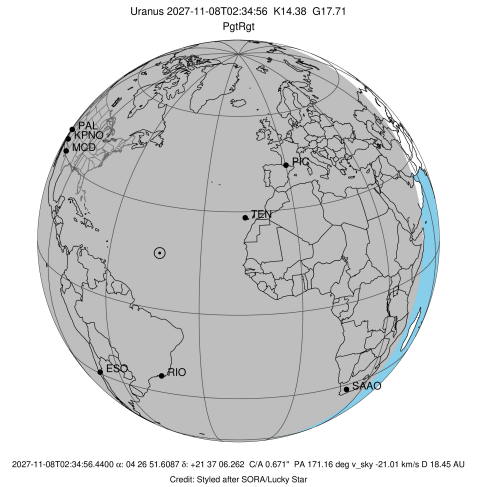 Uranus 2027-11-08T02:34:56 K14.38 G17.71
PgtRgt
PAL
KPNO
MCD
PIC
TEN
ESO
RIO
SAAO
2027-11-08T02:34:56.4400 α: 04 26 51.6087 δ: +21 37 06.262 C/A 0.671" PA 171.16 deg v_sky -21.01 km/s D 18.45 AU
Credit: Styled after SORA/Lucky Star